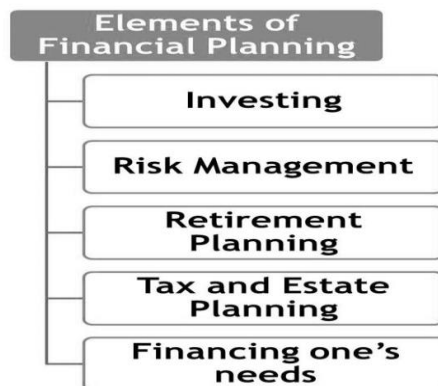 Elements of
Financial Planning
Investing
Risk Management
Retirement
Planning
Tax and Estate
Planning
Financing one's
needs